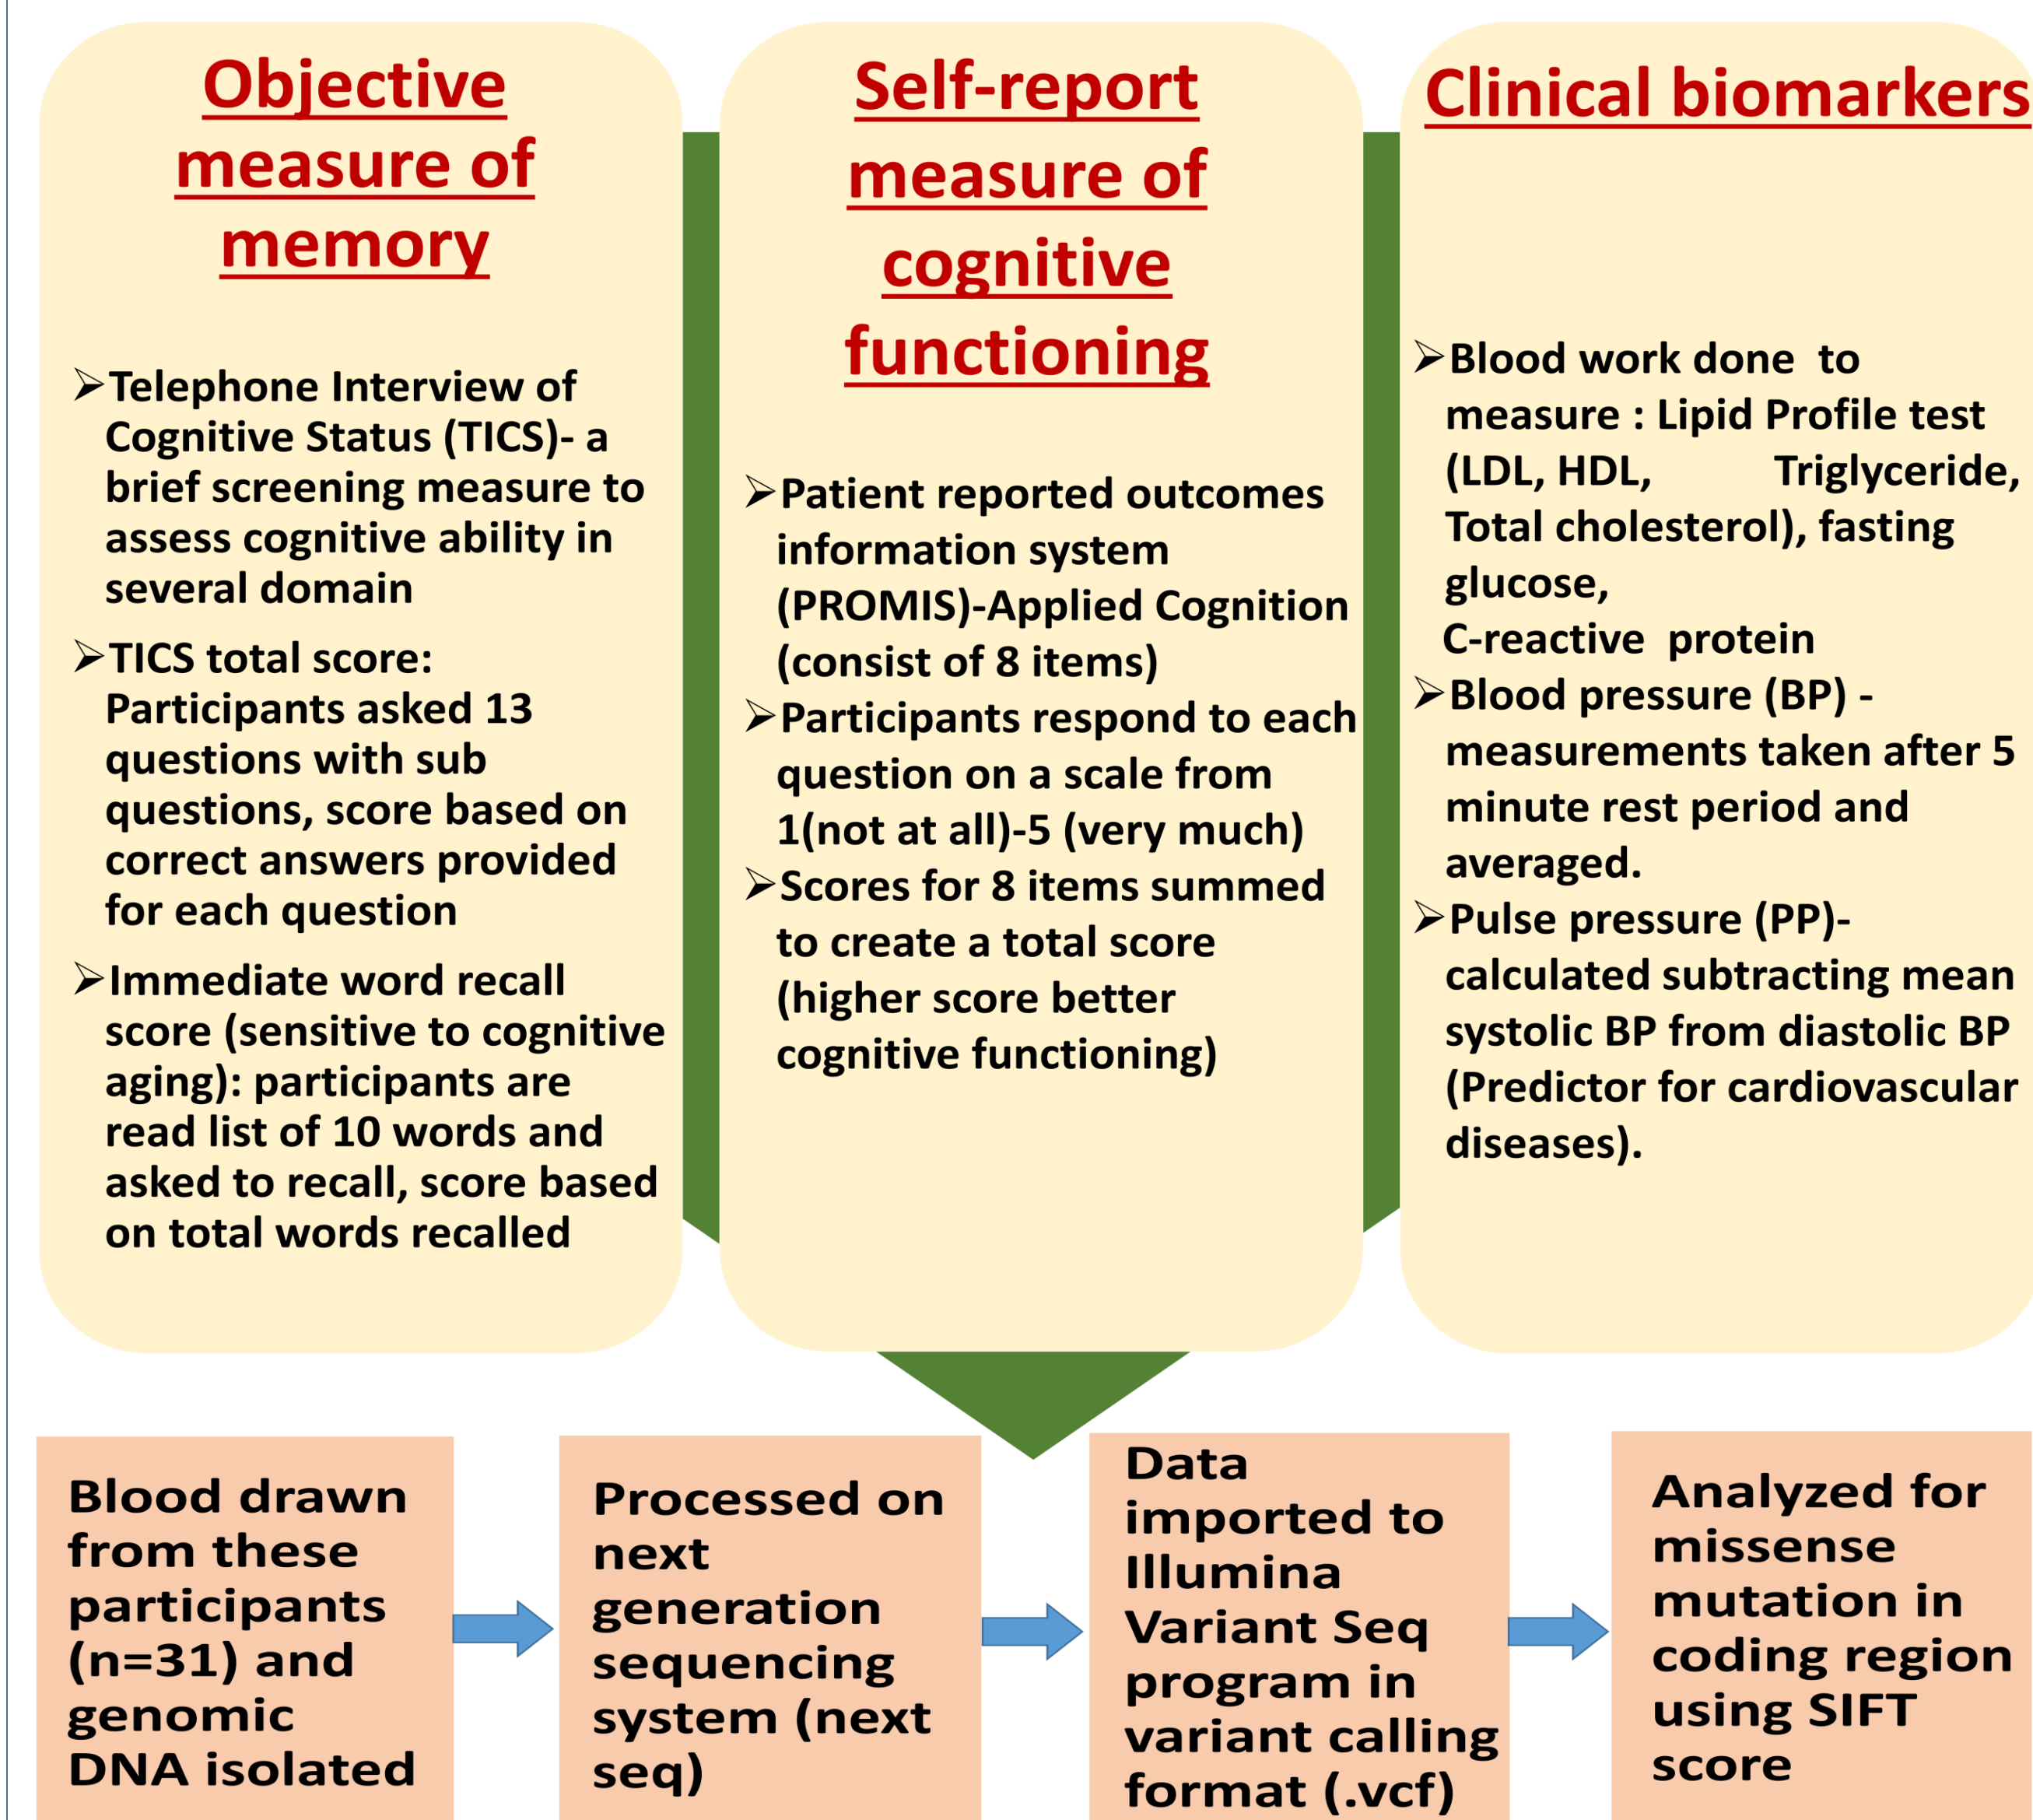 Objective
measure of
memory
➢Telephone Interview of
Cognitive Status (TICS)- a
brief screening measure to
assess cognitive ability in
several domain
➢TICS total score:
Participants asked 13
questions with sub
questions, score based on
correct answers provided
for each question
➢Immediate word recall
score (sensitive to cognitive
aging): participants are
read list of 10 words and
asked to recall, score based
on total words recalled
Self-report
measure of
cognitive
functioning
➢Patient reported outcomes
information system
(PROMIS)-Applied Cognition
(consist of 8 items)
➢Participants respond to each
question on a scale from
1(not at all)-5 (very much)
➢Scores for 8 items summed
to create a total score
(higher score better
cognitive functioning)
Clinical biomarkers
➢Blood work done to
measure : Lipid Profile test
(LDL, HDL, Triglyceride,
Total cholesterol), fasting
glucose,
C-reactive protein
➢Blood pressure (BP) -
measurements taken after 5
minute rest period and
averaged.
➢Pulse pressure (PP)-
calculated subtracting mean
systolic BP from diastolic BP
(Predictor for cardiovascular
diseases).
Blood drawn
from these
participants
(n=31) and
genomic
DNA isolated
Processed on
next
generation
sequencing
system (next
seq)
Data
imported to
Illumina
Variant Seq
program in
variant calling
format (.vcf)
Analyzed for
missense
mutation in
coding region
using SIFT
score